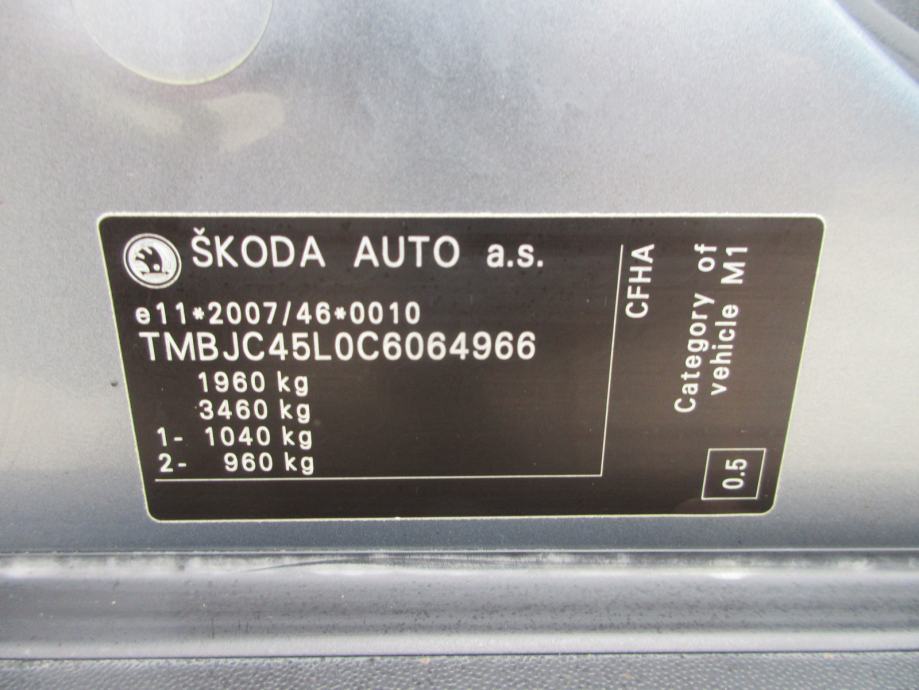 ŠKODA AUTO a.s.
e11*2007/46*0010
TMBJC45L0C6064966
1960 kg
3460 kg
1- 1040 kg
2- 960 kg
CFHA
Category of
vehicle M1
0.5